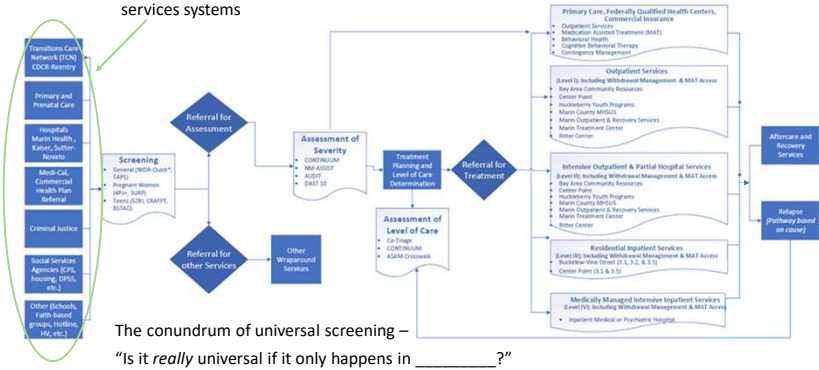 services systems
Transitions Care
Network (TCN)
CDCR-Reentry
Primary and
Prenatal Care
Hospitals
Marin Health ,
Kaiser, Sutter-
Novato
Medi-Cal,
Commercial
Health Plan
Referral
Criminal Justice
Social Services
Agencies (CPS,
housing, DPSS,
etc.)
Other (Schools,
Faith-based
groups, Hotline,
HV, etc.)
Screening
• General (NIDA-Quick*,
TAPS)
• Pregnant Women
(4Ps+, SURP)
• Teens (S2BI, CRAFFT,
BSTAD)
Referral for
Assessment
Referral for
other Services
Other
Wraparound
Services
Assessment of
Severity
• CONTINUUM
• NM-ASSIST
• AUDIT
• DAST 10
Treatment
Planning and
Level of Care
Determination
Assessment of
Level of Care
• Co-Triage
• CONTINUUM
• ASAM Crosswalk
Referral for
Treatment
Primary Care, Federally Qualified Health Centers,
Commercial Insurance
• Outpatient Services
• Medication Assisted Treatment (MAT)
• Behavioral Health
• Cognitive Behavioral Therapy
• Contingency Management
Outpatient Services
(Level I); Including Withdrawal Management & MAT Access
• Bay Area Community Resources
• Center Point
• Huckleberry Youth Programs
• Marin County MHSUS
• Marin Outpatient & Recovery Services
• Marin Treatment Center
• Ritter Center
Intensive Outpatient & Partial Hospital Services
(Level II); Including Withdrawal Management & MAT Access
• Bay Area Community Resources
• Center Point
• Huckleberry Youth Programs
• Marin County MHSUS
• Marin Outpatient & Recovery Services
• Marin Treatment Center
• Ritter Center
Residential Inpatient Services
(Level III); Including Withdrawal Management & MAT Access
• Buckelew-Vine Street (3.1, 3.2, & 3.5)
• Center Point (3.1 & 3.5)
Medically Managed Intensive Inpatient Services
(Level IV); Including Withdrawal Management & MAT Access
• Inpatient Medical or Psychiatric Hospital
Aftercare and
Recovery
Services
Relapse
(Pathway based
on cause)
The conundrum of universal screening –
“Is it really universal if it only happens in _________?”